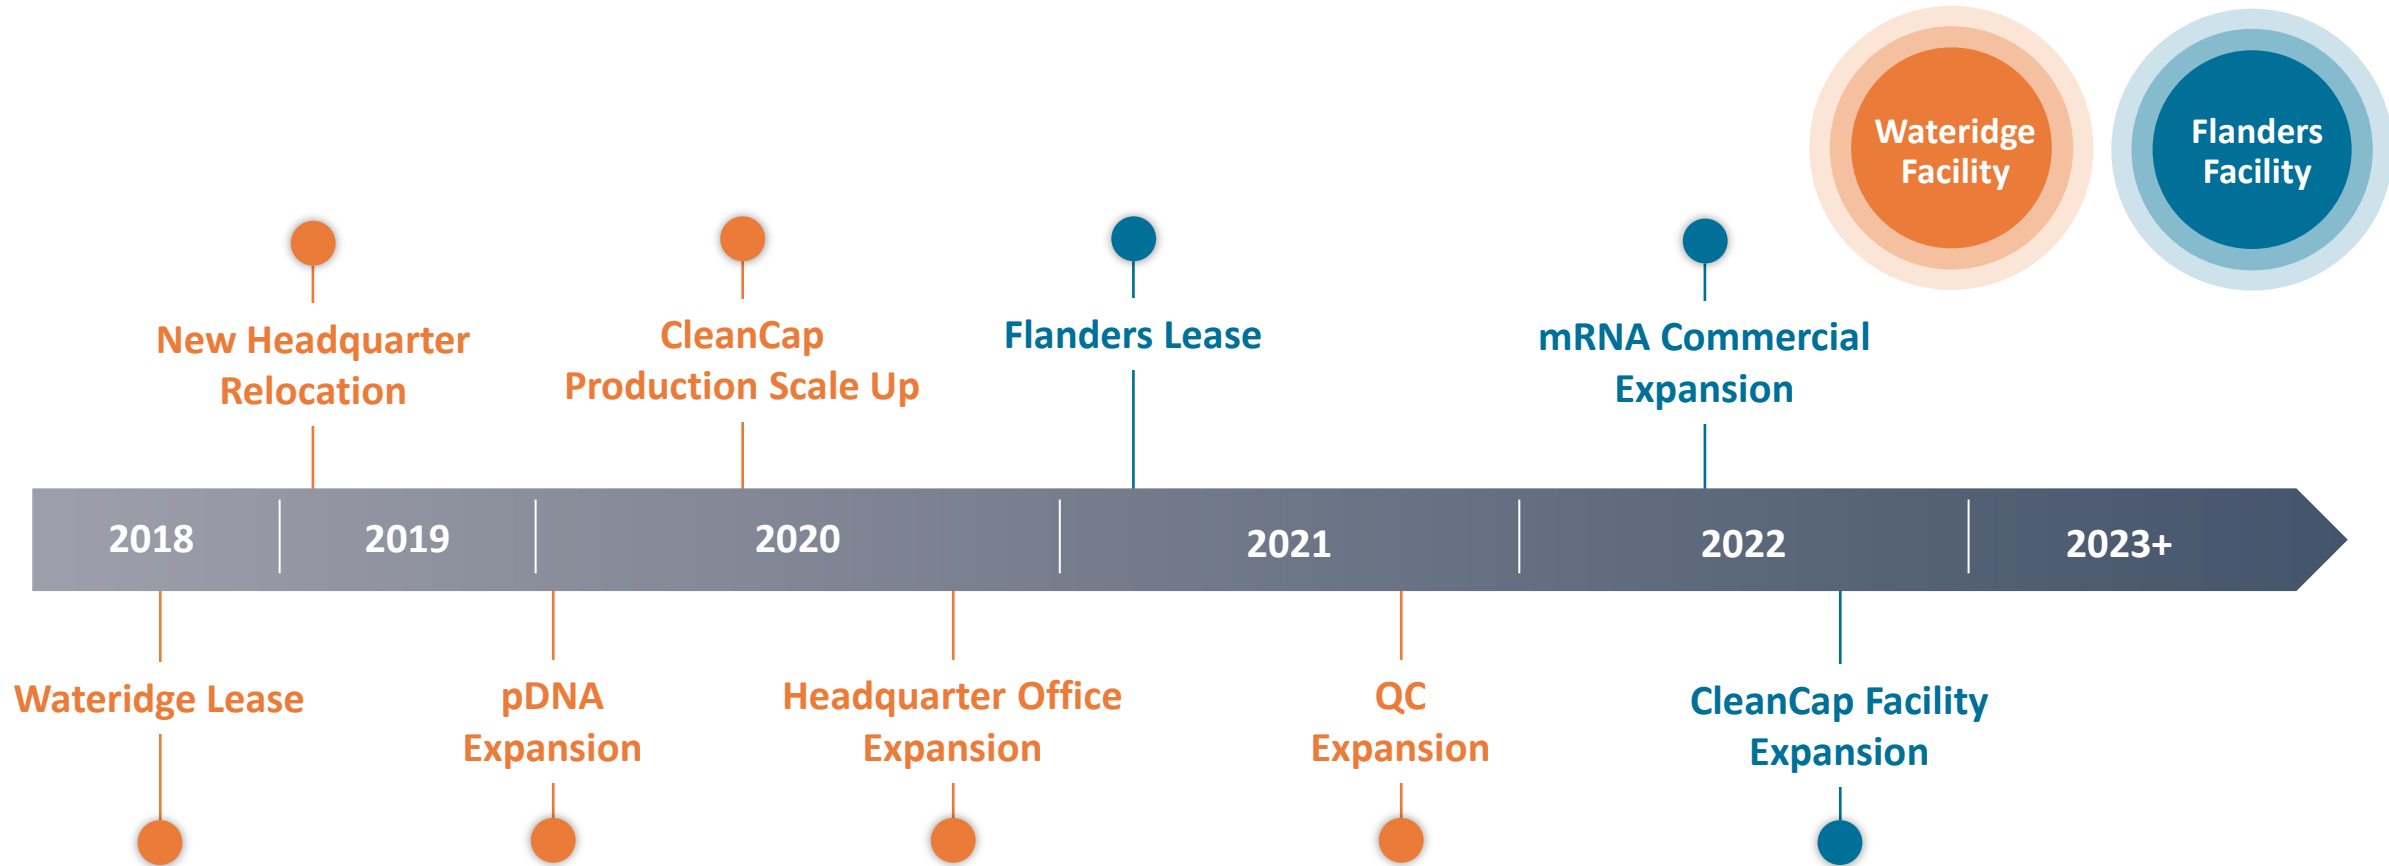 Wateridge
Facility
Flanders
Facility
New Headquarter
Relocation
CleanCap
Production Scale Up
Flanders Lease
mRNA Commercial
Expansion
2018
2019
2020
2021
2022
2023+
Wateridge Lease
pDNA
Expansion
Headquarter Office
Expansion
QC
Expansion
CleanCap Facility
Expansion